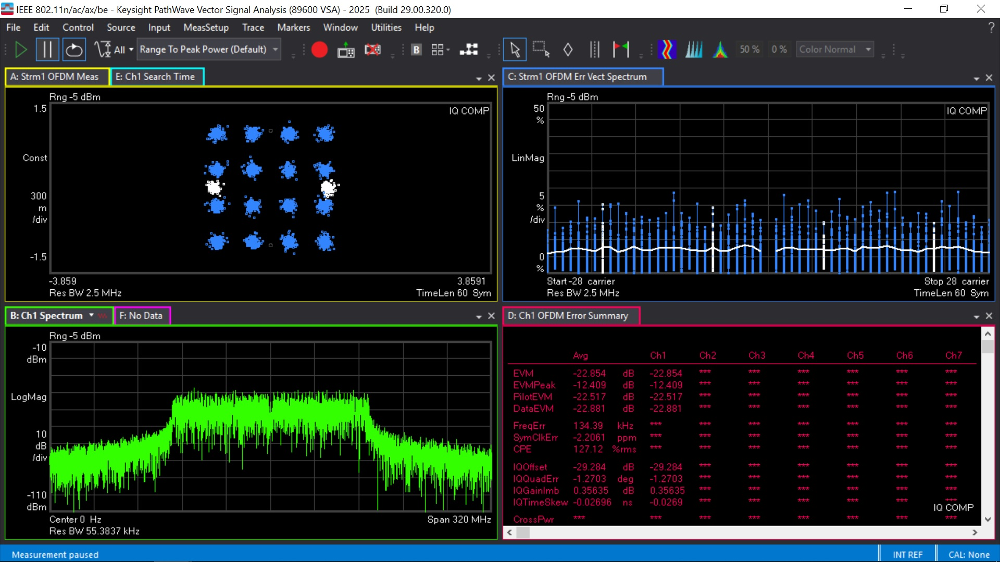 IEEE 802.11n/ac/ax/be - Keysight PathWave Vector Signal Analysis (89600 VSA) - 2025 (Build 29.00.320.0)
File Edit Control Source Input MeasSetup Trace Markers Window Utilities Help ?
All Range To Peak Power (Default) B 50 % 0 % Color Normal
A: Strm1 OFDM Meas E: Ch1 Search Time
Rng -5 dBm
1.5
IQ COMP
Const
300
m
/div
-1.5
-3.859 3.8591
Res BW 2.5 MHz TimeLen 60 Sym
C: Strm1 OFDM Err Vect Spectrum
Rng -5 dBm
50
%
IQ COMP
LinMag
5
%
/div
0
%
Start -28 carrier Stop 28 carrier
Res BW 2.5 MHz TimeLen 60 Sym
B: Ch1 Spectrum F: No Data
Rng -5 dBm
-10
dBm
LogMag
10
dB
/div
-110
dBm
Center 0 Hz Span 320 MHz
Res BW 55.3837 kHz
D: Ch1 OFDM Error Summary
Avg Ch1 Ch2 Ch3 Ch4 Ch5 Ch6 Ch7
EVM -22.854 dB -22.854 *** *** *** *** *** ***
EVMPeak -12.409 dB -12.409 *** *** *** *** *** ***
PilotEVM -22.517 dB -22.517 *** *** *** *** *** ***
DataEVM -22.881 dB -22.881 *** *** *** *** *** ***
FreqErr 134.39 kHz *** *** *** *** *** *** ***
SymClkErr -2.2061 ppm *** *** *** *** *** *** ***
CPE 127.12 %rms *** *** *** *** *** *** ***
IQOffset -29.284 dB -29.284 *** *** *** *** *** ***
IQQuadErr -1.2703 deg -1.2703 *** *** *** *** *** ***
IQGainImb 0.35635 dB 0.35635 *** *** *** *** *** ***
IQTimeSkew -0.02696 ns -0.0269 *** *** *** *** *** ***
IQ COMP
CrossPwr *** *** *** *** *** *** *** ***
Measurement paused INT REF CAL: None